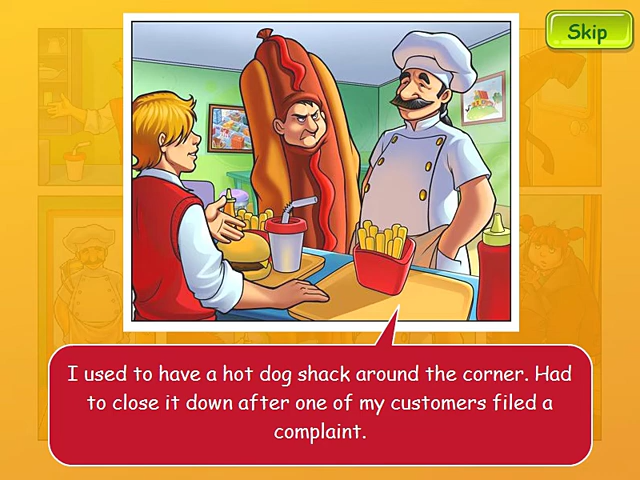 Skip
I used to have a hot dog shack around the corner. Had
to close it down after one of my customers filed a
complaint.